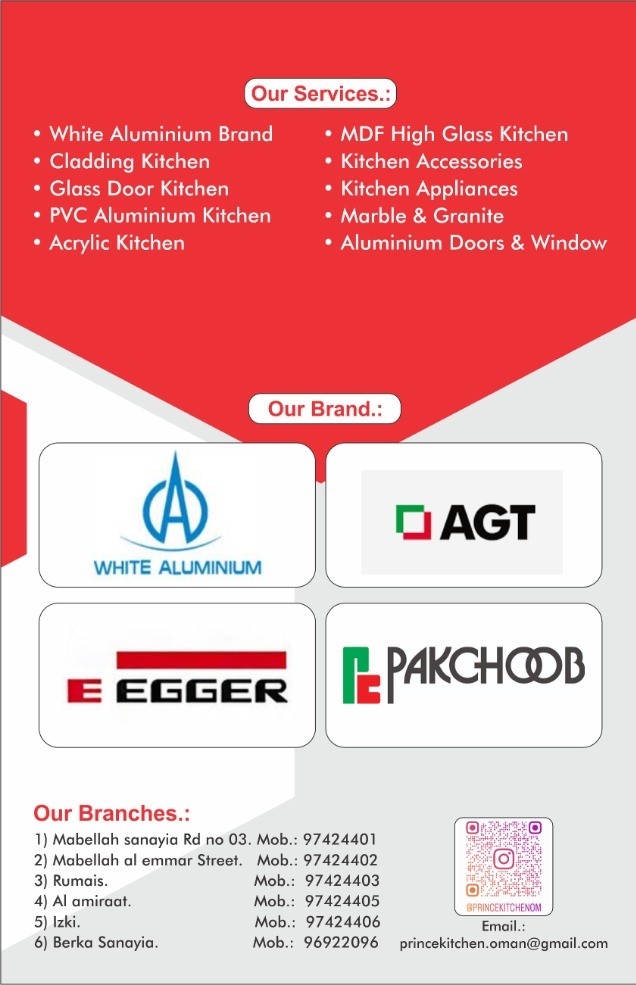 Our Services.:
• White Aluminium Brand
• Cladding Kitchen
• Glass Door Kitchen
• PVC Aluminium Kitchen
• Acrylic Kitchen
• MDF High Glass Kitchen
• Kitchen Accessories
• Kitchen Appliances
• Marble & Granite
• Aluminium Doors & Window
Our Brand.:
WHITE ALUMINIUM
AGT
E EGGER
PAKCHOOB
Our Branches.:
1) Mabellah sanayia Rd no 03. Mob.: 97424401
2) Mabellah al emmar Street. Mob.: 97424402
3) Rumais. Mob.: 97424403
4) Al amiraat. Mob.: 97424405
5) Izki. Mob.: 97424406
6) Berka Sanayia. Mob.: 96922096
@PRINCEKITCHENOM
Email.:
princekitchen.oman@gmail.com